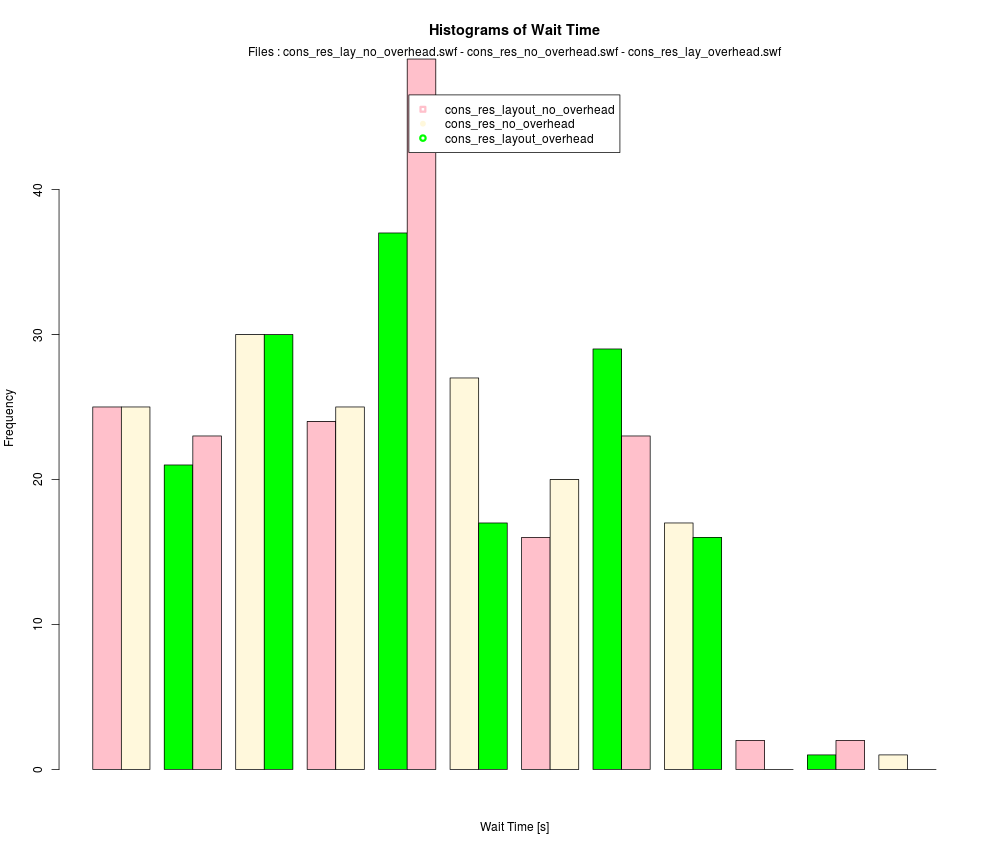 Histograms of Wait Time
Files : cons_res_lay_no_overhead.swf - cons_res_no_overhead.swf - cons_res_lay_overhead.swf
cons_res_layout_no_overhead
cons_res_no_overhead
cons_res_layout_overhead
40
30
20
10
0
Frequency
Wait Time [s]